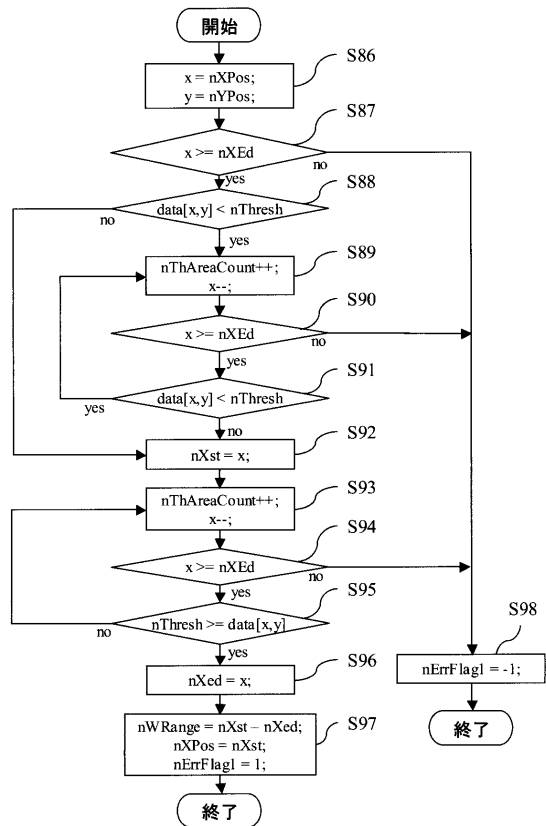 開始
S86
x = nXPos;
y = nYPos;
S87
x >= nXEd
no
yes
S88
data[x,y] < nThresh
no
yes
S89
nThAreaCount++;
x--;
S90
x >= nXEd
no
yes
S91
data[x,y] < nThresh
yes
no
S92
nXst = x;
S93
nThAreaCount++;
x--;
S94
x >= nXEd
no
yes
S95
nThresh >= data[x,y]
no
yes
S96
nXed = x;
S97
nWRange = nXst – nXed;
nXPos = nXst;
nErrFlag1 = 1;
終了
S98
nErrFlag1 = -1;
終了